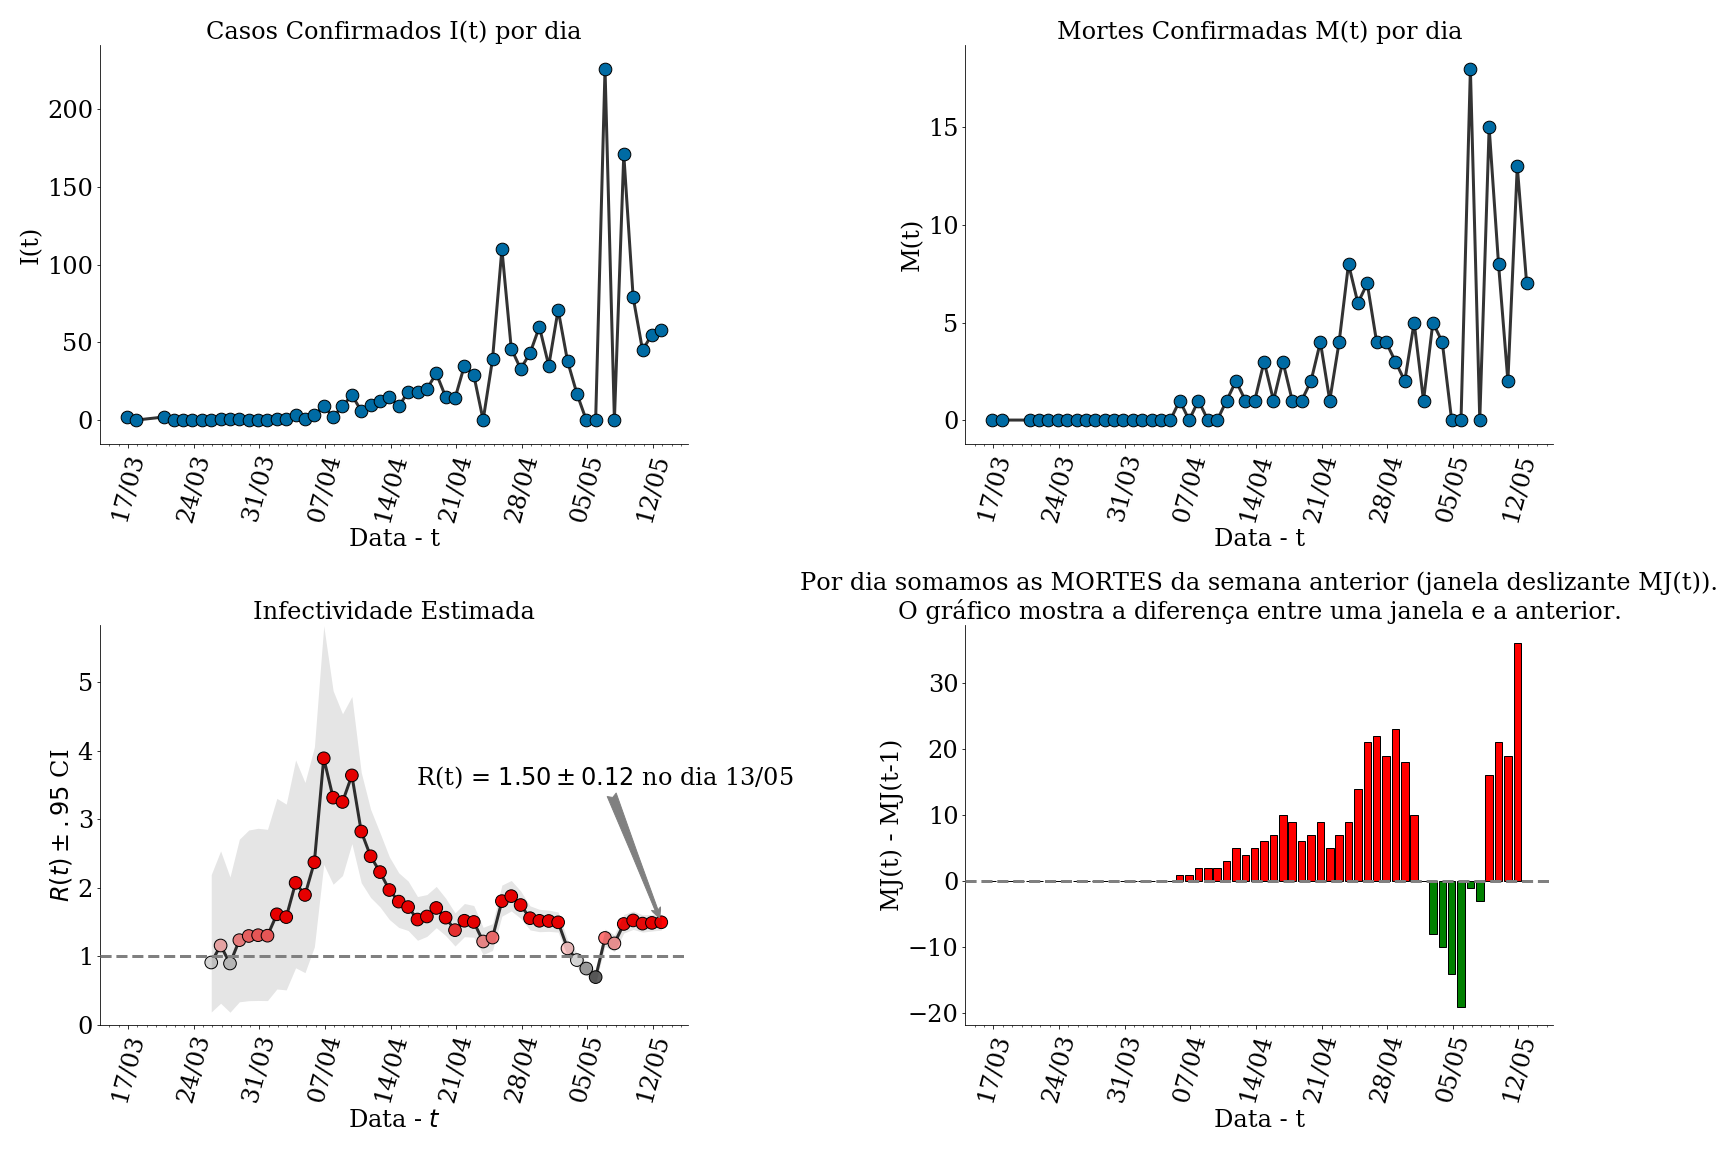 Casos Confirmados I(t) por dia
I(t)
200
150
100
50
0
17/03 24/03 31/03 07/04 14/04 21/04 28/04 05/05 12/05
Data - t
Mortes Confirmadas M(t) por dia
M(t)
15
10
5
0
17/03 24/03 31/03 07/04 14/04 21/04 28/04 05/05 12/05
Data - t
Infectividade Estimada
R(t) ± .95 CI
5
4
3
2
1
0
R(t) = 1.50 ± 0.12 no dia 13/05
17/03 24/03 31/03 07/04 14/04 21/04 28/04 05/05 12/05
Data - t
Por dia somamos as MORTES da semana anterior (janela deslizante MJ(t)).
O gráfico mostra a diferença entre uma janela e a anterior.
MJ(t) - MJ(t-1)
30
20
10
0
−10
−20
17/03 24/03 31/03 07/04 14/04 21/04 28/04 05/05 12/05
Data - t